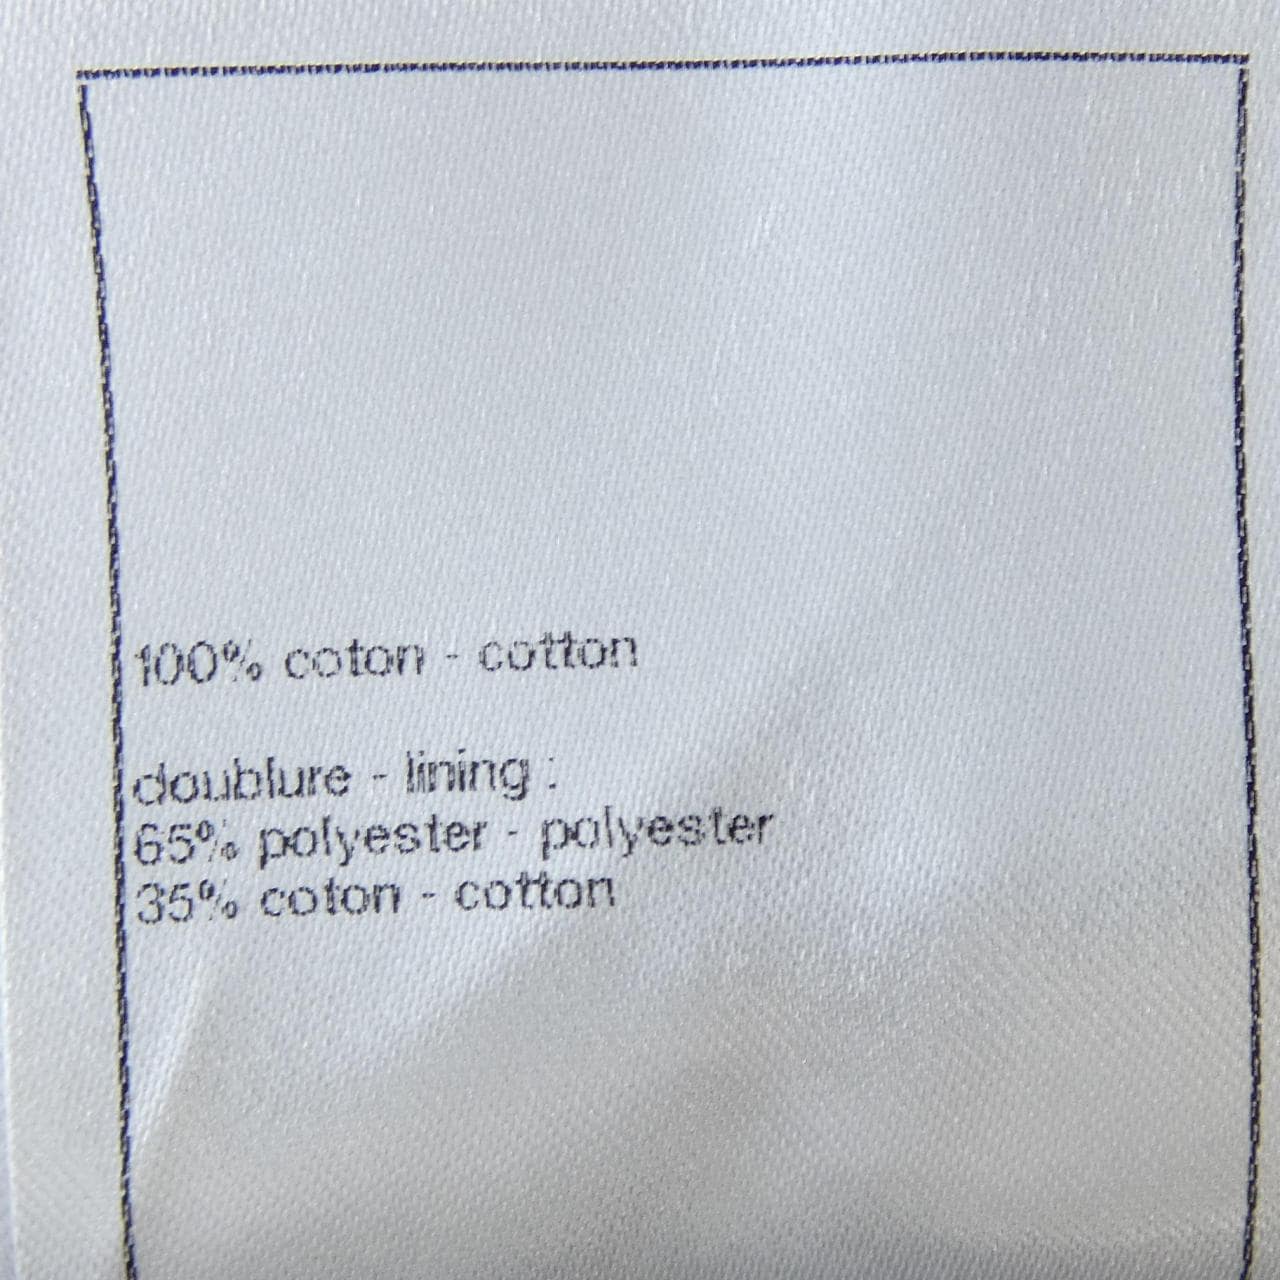 100% coton - cotton
doublure - lining :
65% polyester - polyester
35% coton - cotton